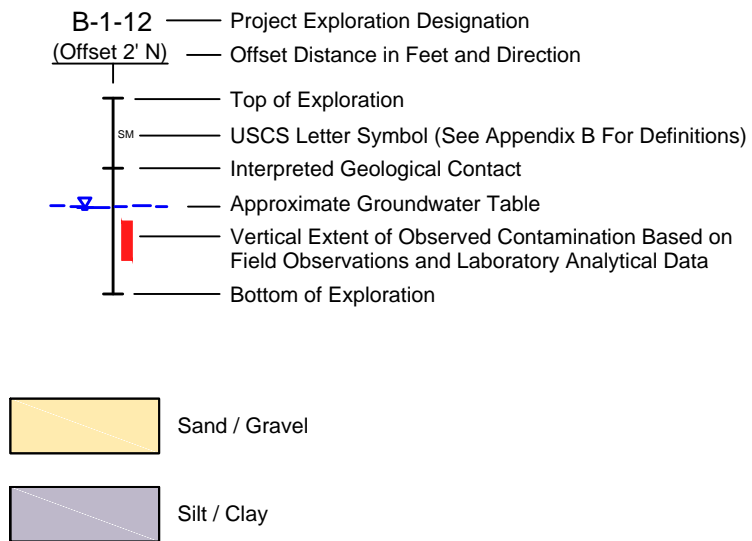 B-1-12
Project Exploration Designation
(Offset 2' N)
Offset Distance in Feet and Direction
Top of Exploration
SM
USCS Letter Symbol (See Appendix B For Definitions)
Interpreted Geological Contact
Approximate Groundwater Table
Vertical Extent of Observed Contamination Based on
Field Observations and Laboratory Analytical Data
Bottom of Exploration
Sand / Gravel
Silt / Clay